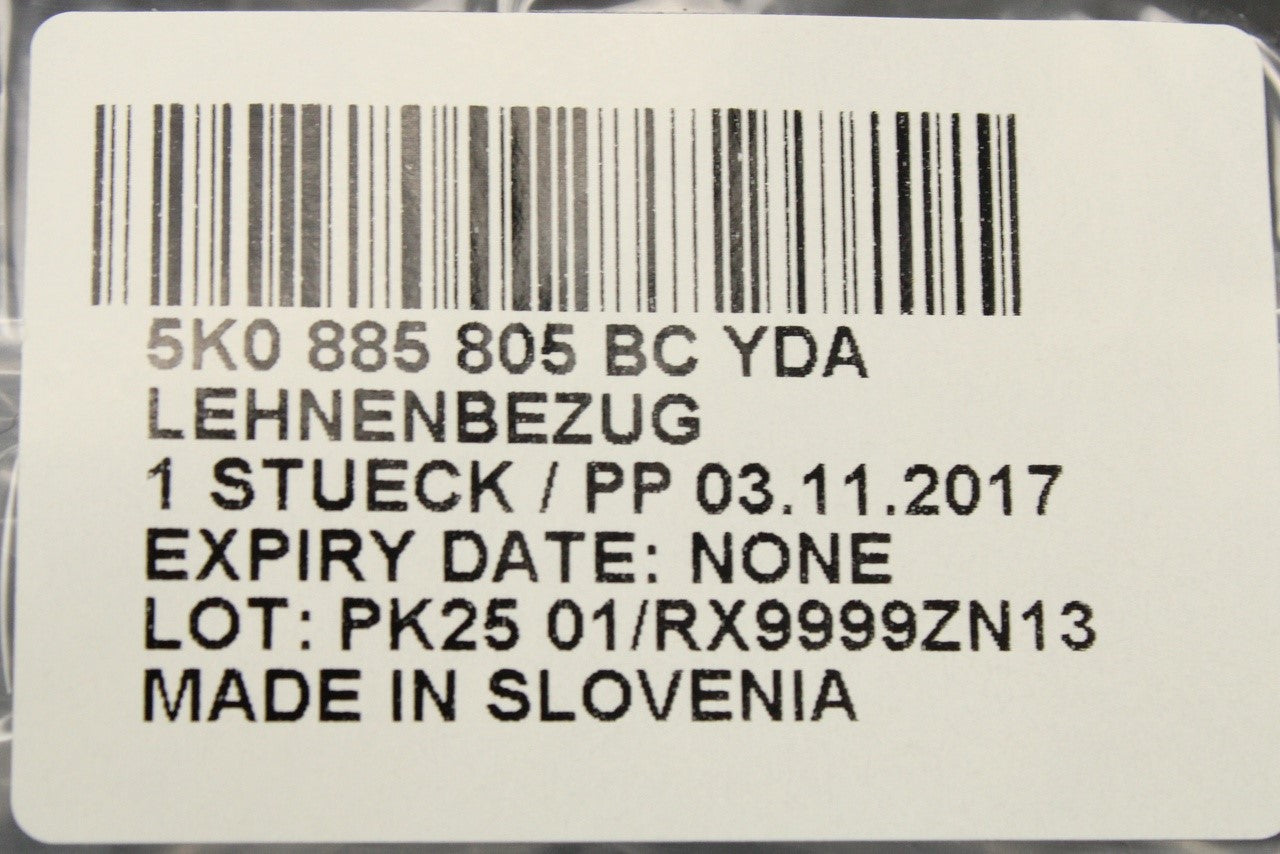 5K0 885 805 BC YDA
LEHNENBEZUG
1 STUECK / PP 03.11.2017
EXPIRY DATE: NONE
LOT: PK25 01/RX9999ZN13
MADE IN SLOVENIA